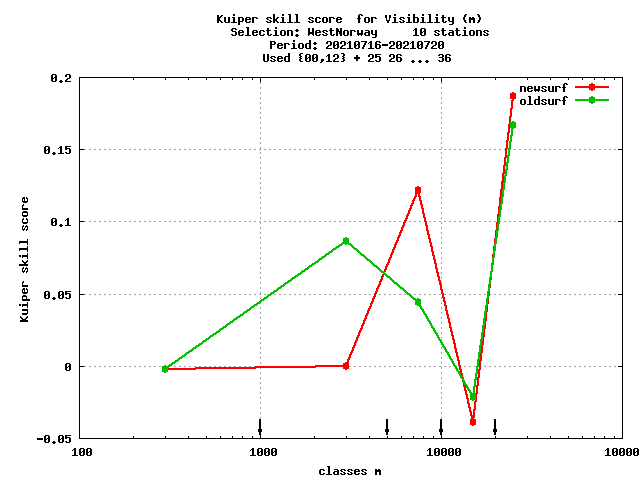 Kuiper skill score  for Visibility (m)
Selection: WestNorway     10 stations
Period: 20210716-20210720
Used {00,12} + 25 26 ... 36
newsurf
oldsurf
0.2
0.15
0.1
0.05
0
-0.05
Kuiper skill score
100
1000
10000
10000
classes m